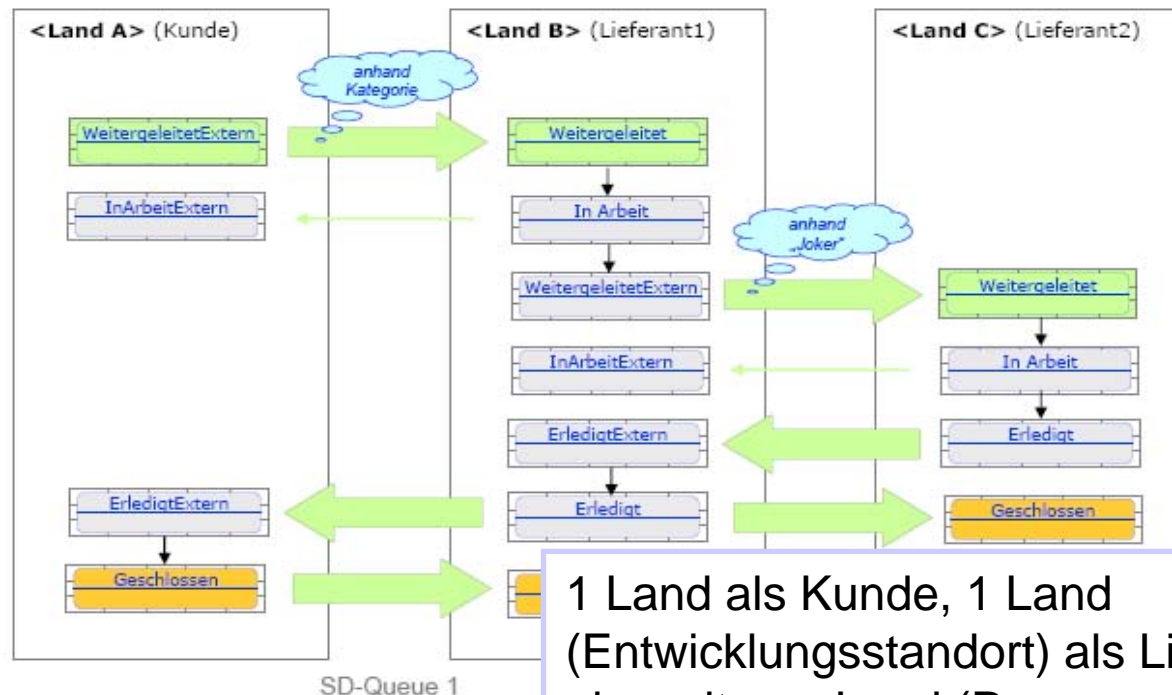 <Land A> (Kunde)
<Land B> (Lieferant1)
<Land C> (Lieferant2)
anhand
Kategorie
WeitergeleitetExtern
Weitergeleitet
InArbeitExtern
In Arbeit
anhand
„Joker"
WeitergeleitetExtern
Weitergeleitet
InArbeitExtern
In Arbeit
ErledigtExtern
Erledigt
ErledigtExtern
Erledigt
Geschlossen
Geschlossen
1 Land als Kunde, 1 Land
(Entwicklungsstandort) als Li
SD-Queue 1